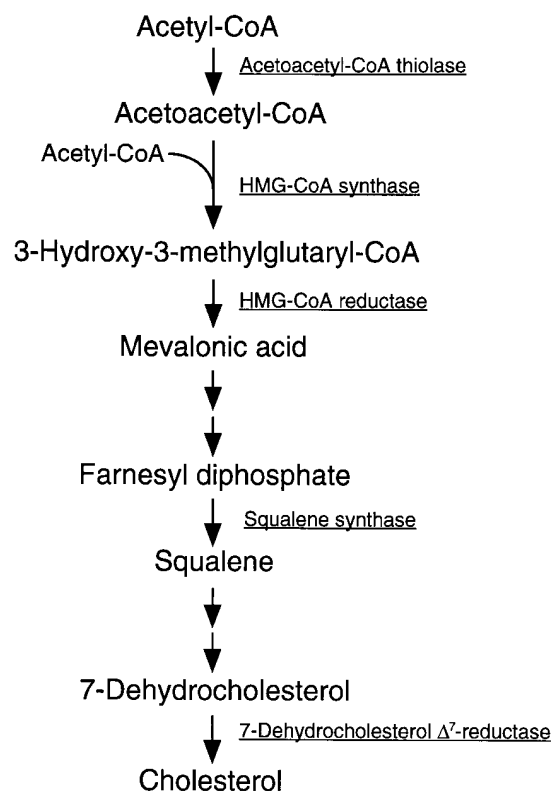 Acetyl-CoA
Acetoacetyl-CoA thiolase
Acetoacetyl-CoA
Acetyl-CoA
HMG-CoA synthase
3-Hydroxy-3-methylglutaryl-CoA
HMG-CoA reductase
Mevalonic acid
Farnesyl diphosphate
Squalene synthase
Squalene
7-Dehydrocholesterol
7-Dehydrocholesterol Δ⁷-reductase
Cholesterol